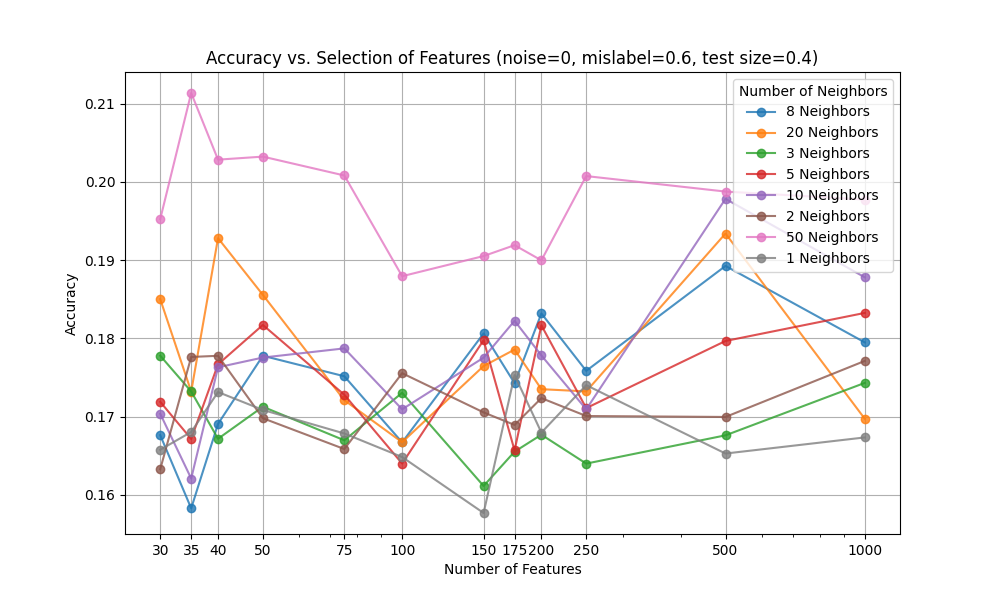 Accuracy vs. Selection of Features (noise=0, mislabel=0.6, test size=0.4)
Number of Neighbors
8 Neighbors
20 Neighbors
3 Neighbors
5 Neighbors
10 Neighbors
2 Neighbors
50 Neighbors
1 Neighbors
Accuracy
0.21
0.20
0.19
0.18
0.17
0.16
30 35 40 50 75 100 150 175 200 250 500 1000
Number of Features